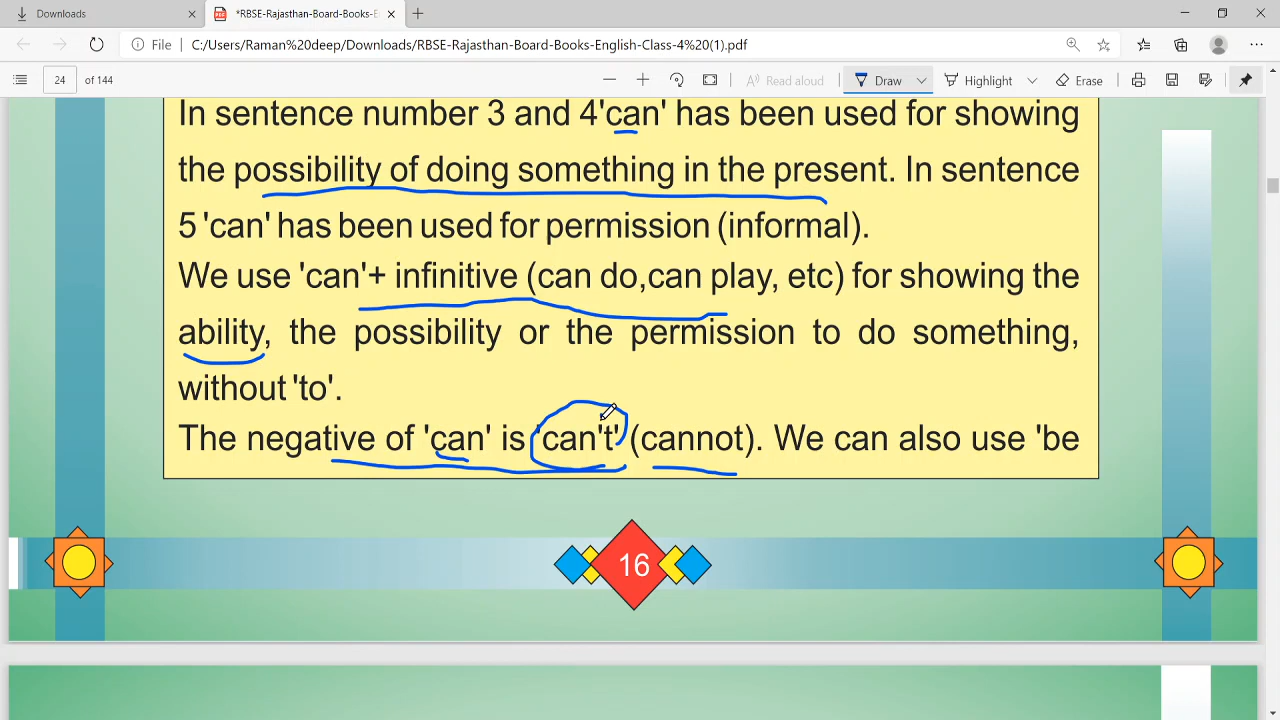 Downloads
*RBSE-Rajasthan-Board-Books-E
File
C:/Users/Raman%20deep/Downloads/RBSE-Rajasthan-Board-Books-English-Class-4%20(1).pdf
24 of 144
Read aloud
Draw
Highlight
Erase
In sentence number 3 and 4'can' has been used for showing
the possibility of doing something in the present. In sentence
5 'can' has been used for permission (informal).
We use 'can'+ infinitive (can do,can play, etc) for showing the
ability, the possibility or the permission to do something,
without 'to'.
The negative of 'can' is 'can't' (cannot). We can also use 'be
16